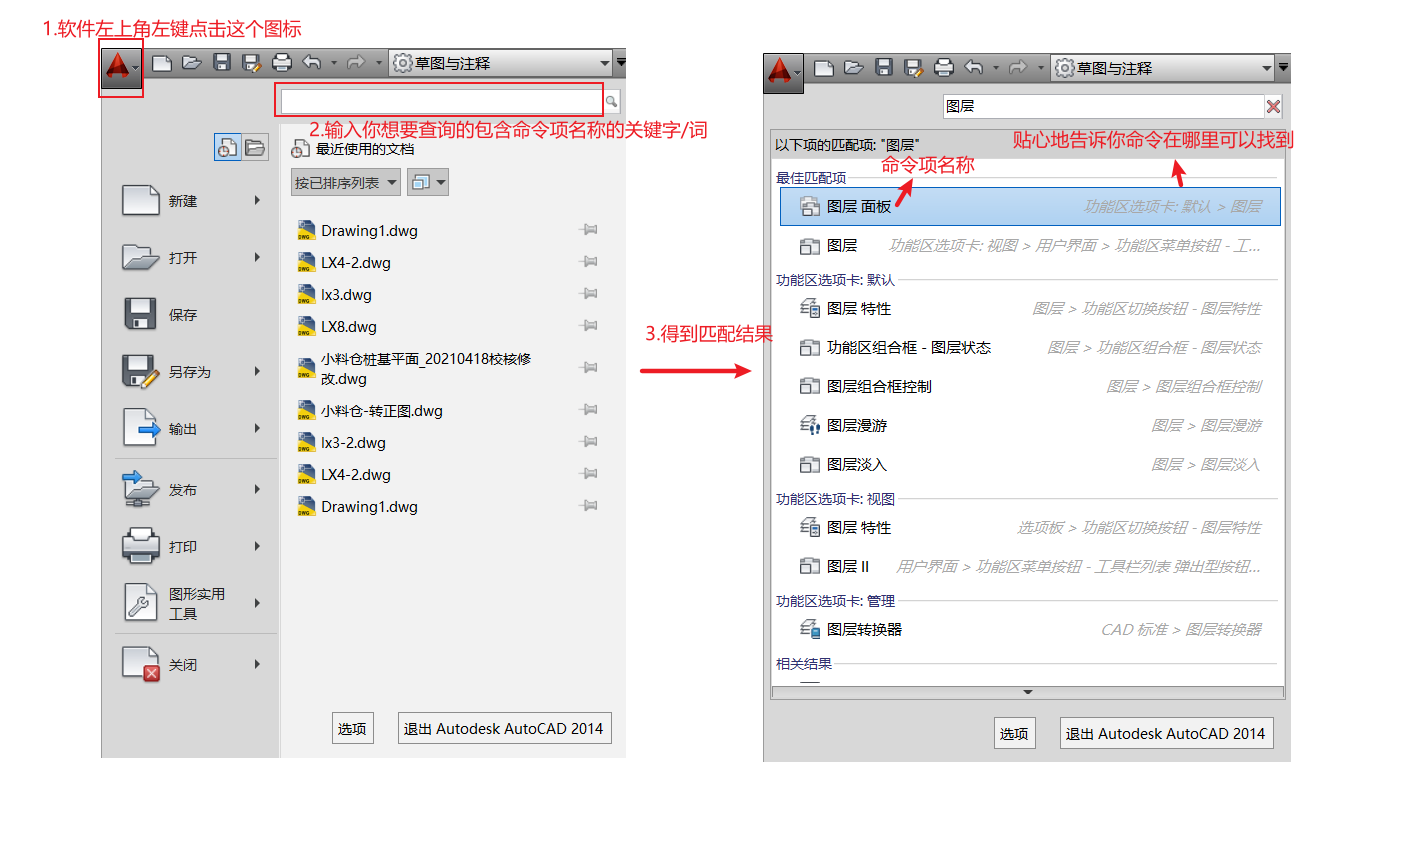 1.软件左上角左键点击这个图标
草图与注释
2.输入你想要查询的包含命令项名称的关键字/词
最近使用的文档
按已排序列表
新建
打开
保存
另存为
输出
发布
打印
图形实用
工具
关闭
Drawing1.dwg
LX4-2.dwg
lx3.dwg
LX8.dwg
小料仓桩基平面_20210418校核修
改.dwg
小料仓-转正图.dwg
lx3-2.dwg
LX4-2.dwg
Drawing1.dwg
选项
退出 Autodesk AutoCAD 2014
3.得到匹配结果
草图与注释
图层
以下项的匹配项: "图层"
贴心地告诉你命令在哪里可以找到
命令项名称
最佳匹配项
图层 面板 功能区选项卡: 默认 > 图层
图层 功能区选项卡: 视图 > 用户界面 > 功能区菜单按钮 - 工...
功能区选项卡: 默认
图层 特性 图层 > 功能区切换按钮 - 图层特性
功能区组合框 - 图层状态 图层 > 功能区组合框 - 图层状态
图层组合框控制 图层 > 图层组合框控制
图层漫游 图层 > 图层漫游
图层淡入 图层 > 图层淡入
功能区选项卡: 视图
图层 特性 选项板 > 功能区切换按钮 - 图层特性
图层 II 用户界面 > 功能区菜单按钮 - 工具栏列表 弹出型按钮...
功能区选项卡: 管理
图层转换器 CAD 标准 > 图层转换器
相关结果
选项
退出 Autodesk AutoCAD 2014